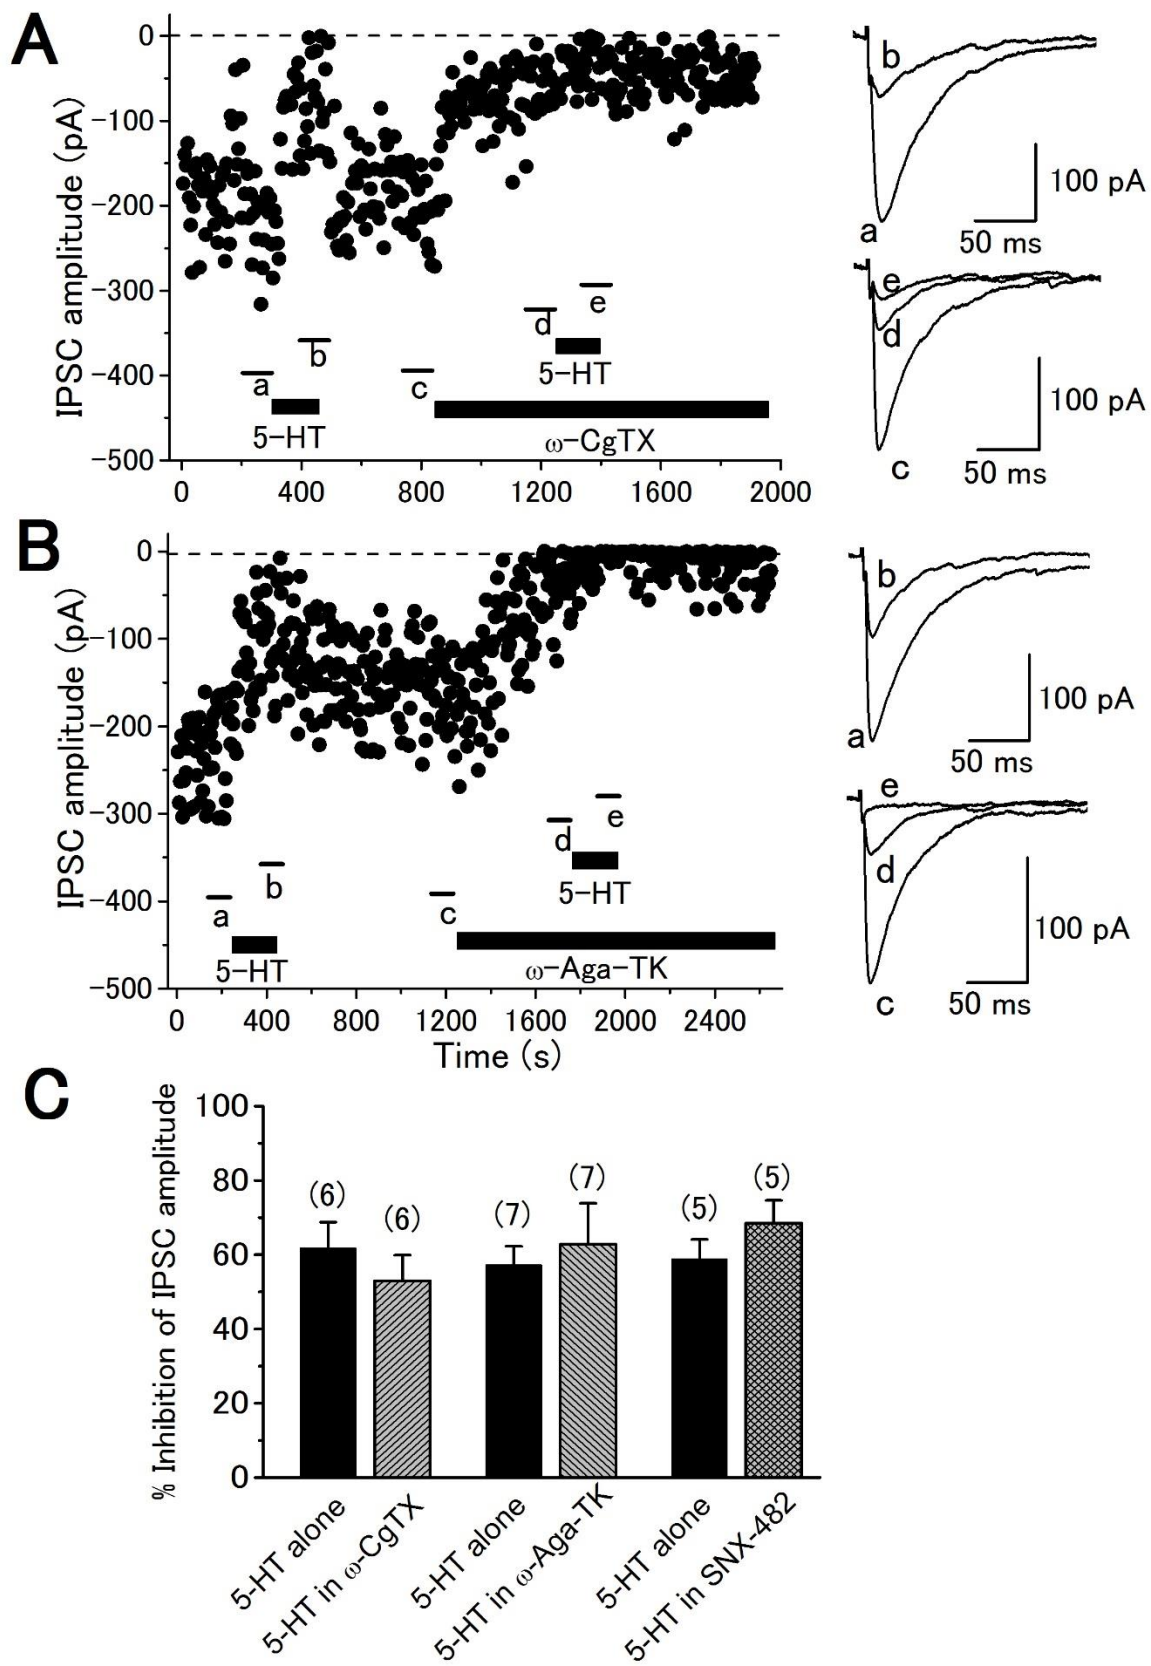 A
IPSC amplitude (pA)
0
−100
−200
−300
−400
−500
a
b
c
d
e
5−HT
5−HT
ω−CgTX
0
400
800
1200
1600
2000
b
a
100 pA
50 ms
e
d
c
100 pA
50 ms
B
IPSC amplitude (pA)
0
−100
−200
−300
−400
−500
a
b
c
d
e
5−HT
5−HT
ω−Aga−TK
0
400
800
1200
1600
2000
2400
Time (s)
b
a
100 pA
50 ms
e
d
c
100 pA
50 ms
C
% Inhibition of IPSC amplitude
100
80
60
40
20
0
(6)
(6)
(7)
(7)
(5)
(5)
5-HT alone
5-HT in ω-CgTX
5-HT alone
5-HT in ω-Aga-TK
5-HT alone
5-HT in SNX-482